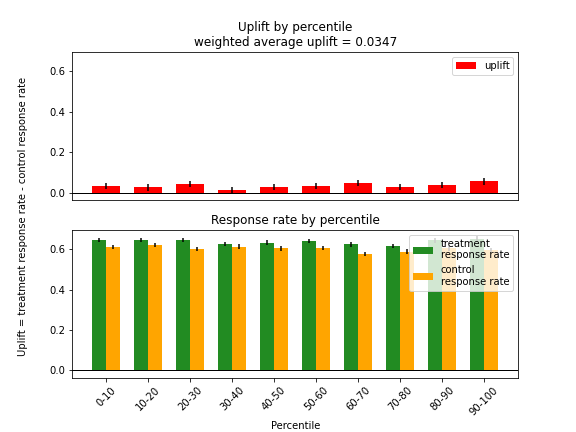 Uplift by percentile
weighted average uplift = 0.0347
uplift
0.6
0.4
0.2
0.0
Uplift = treatment response rate - control response rate
Response rate by percentile
treatment
response rate
control
response rate
0.6
0.4
0.2
0.0
0-10
10-20
20-30
30-40
40-50
50-60
60-70
70-80
80-90
90-100
Percentile